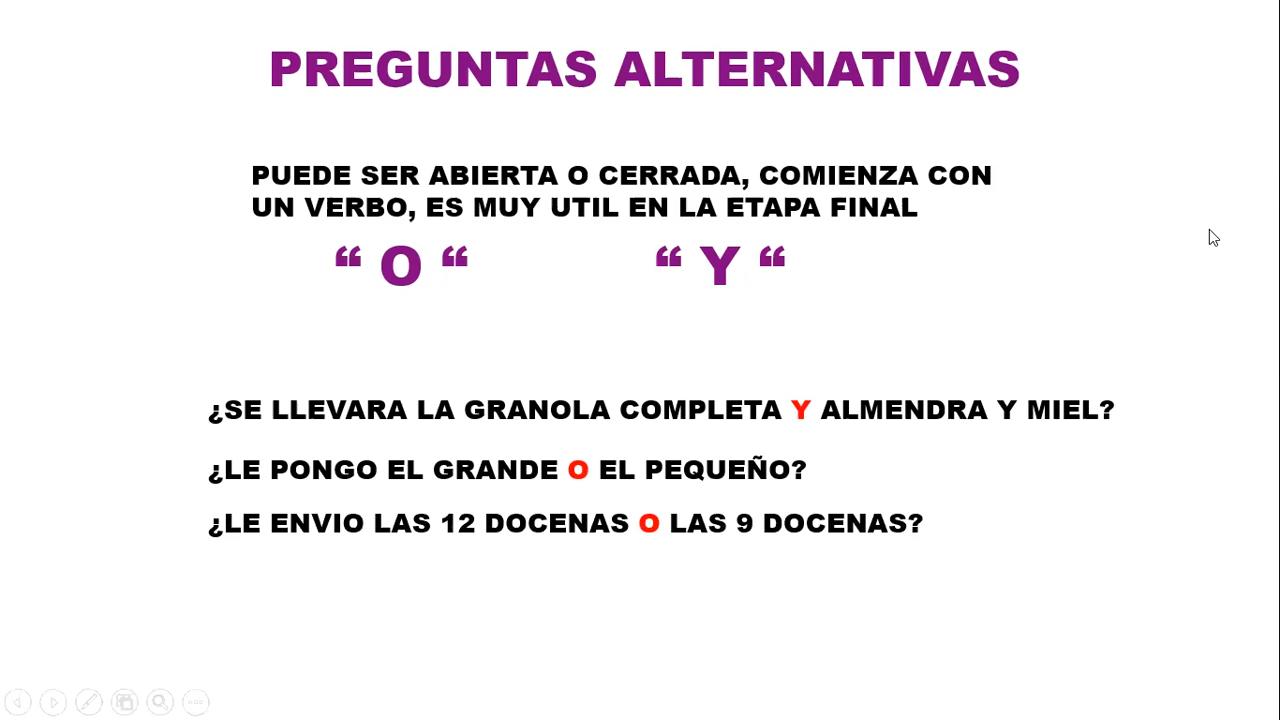 PREGUNTAS ALTERNATIVAS
PUEDE SER ABIERTA O CERRADA, COMIENZA CON
UN VERBO, ES MUY UTIL EN LA ETAPA FINAL
“ O “ “ Y “
¿SE LLEVARA LA GRANOLA COMPLETA Y ALMENDRA Y MIEL?
¿LE PONGO EL GRANDE O EL PEQUEÑO?
¿LE ENVIO LAS 12 DOCENAS O LAS 9 DOCENAS?